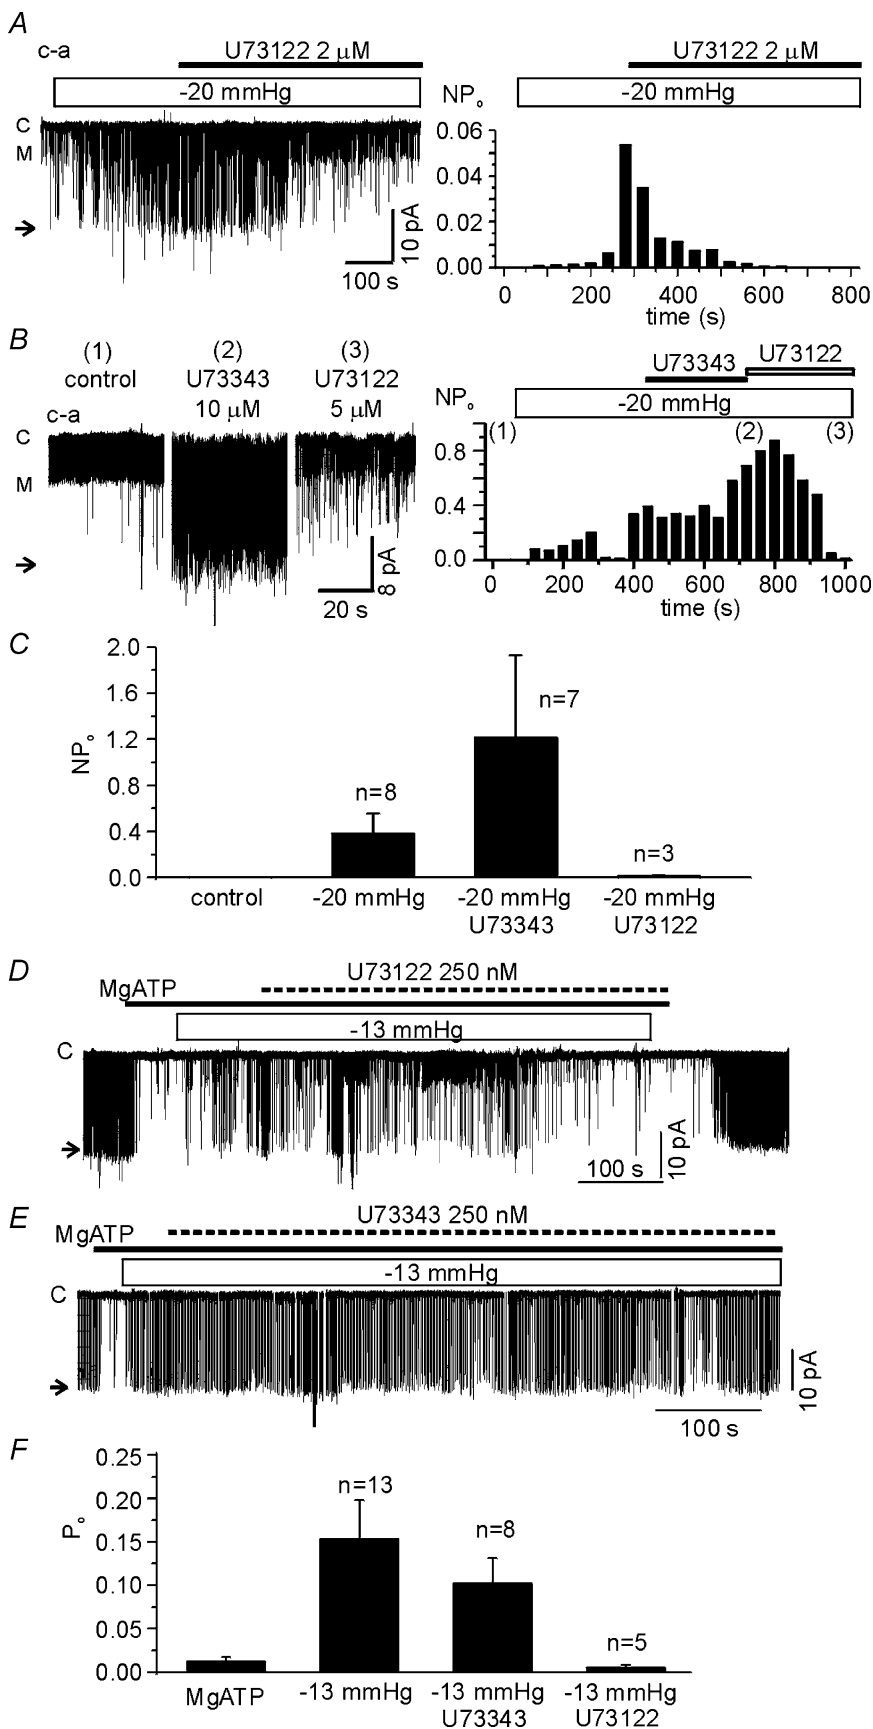 A
c-a
U73122 2 μM
-20 mmHg
C
M
10 pA
100 s
U73122 2 μM
-20 mmHg
NPo
0.06
0.04
0.02
0.00
0 200 400 600 800
time (s)
B
(1) (2) (3)
control U73343 U73122
10 μM 5 μM
c-a
C
M
8 pA
20 s
U73343 U73122
NPo
-20 mmHg
(1) (2) (3)
0.8
0.4
0.0
0 200 400 600 800 1000
time (s)
C
NPo
2.0
1.6
1.2
0.8
0.4
0.0
n=8
n=7
n=3
control -20 mmHg -20 mmHg -20 mmHg
U73343 U73122
D
U73122 250 nM
MgATP
-13 mmHg
C
100 s
10 pA
E
U73343 250 nM
MgATP
-13 mmHg
C
10 pA
100 s
F
Po
0.25
0.20
0.15
0.10
0.05
0.00
n=13
n=8
n=5
MgATP -13 mmHg -13 mmHg -13 mmHg
U73343 U73122